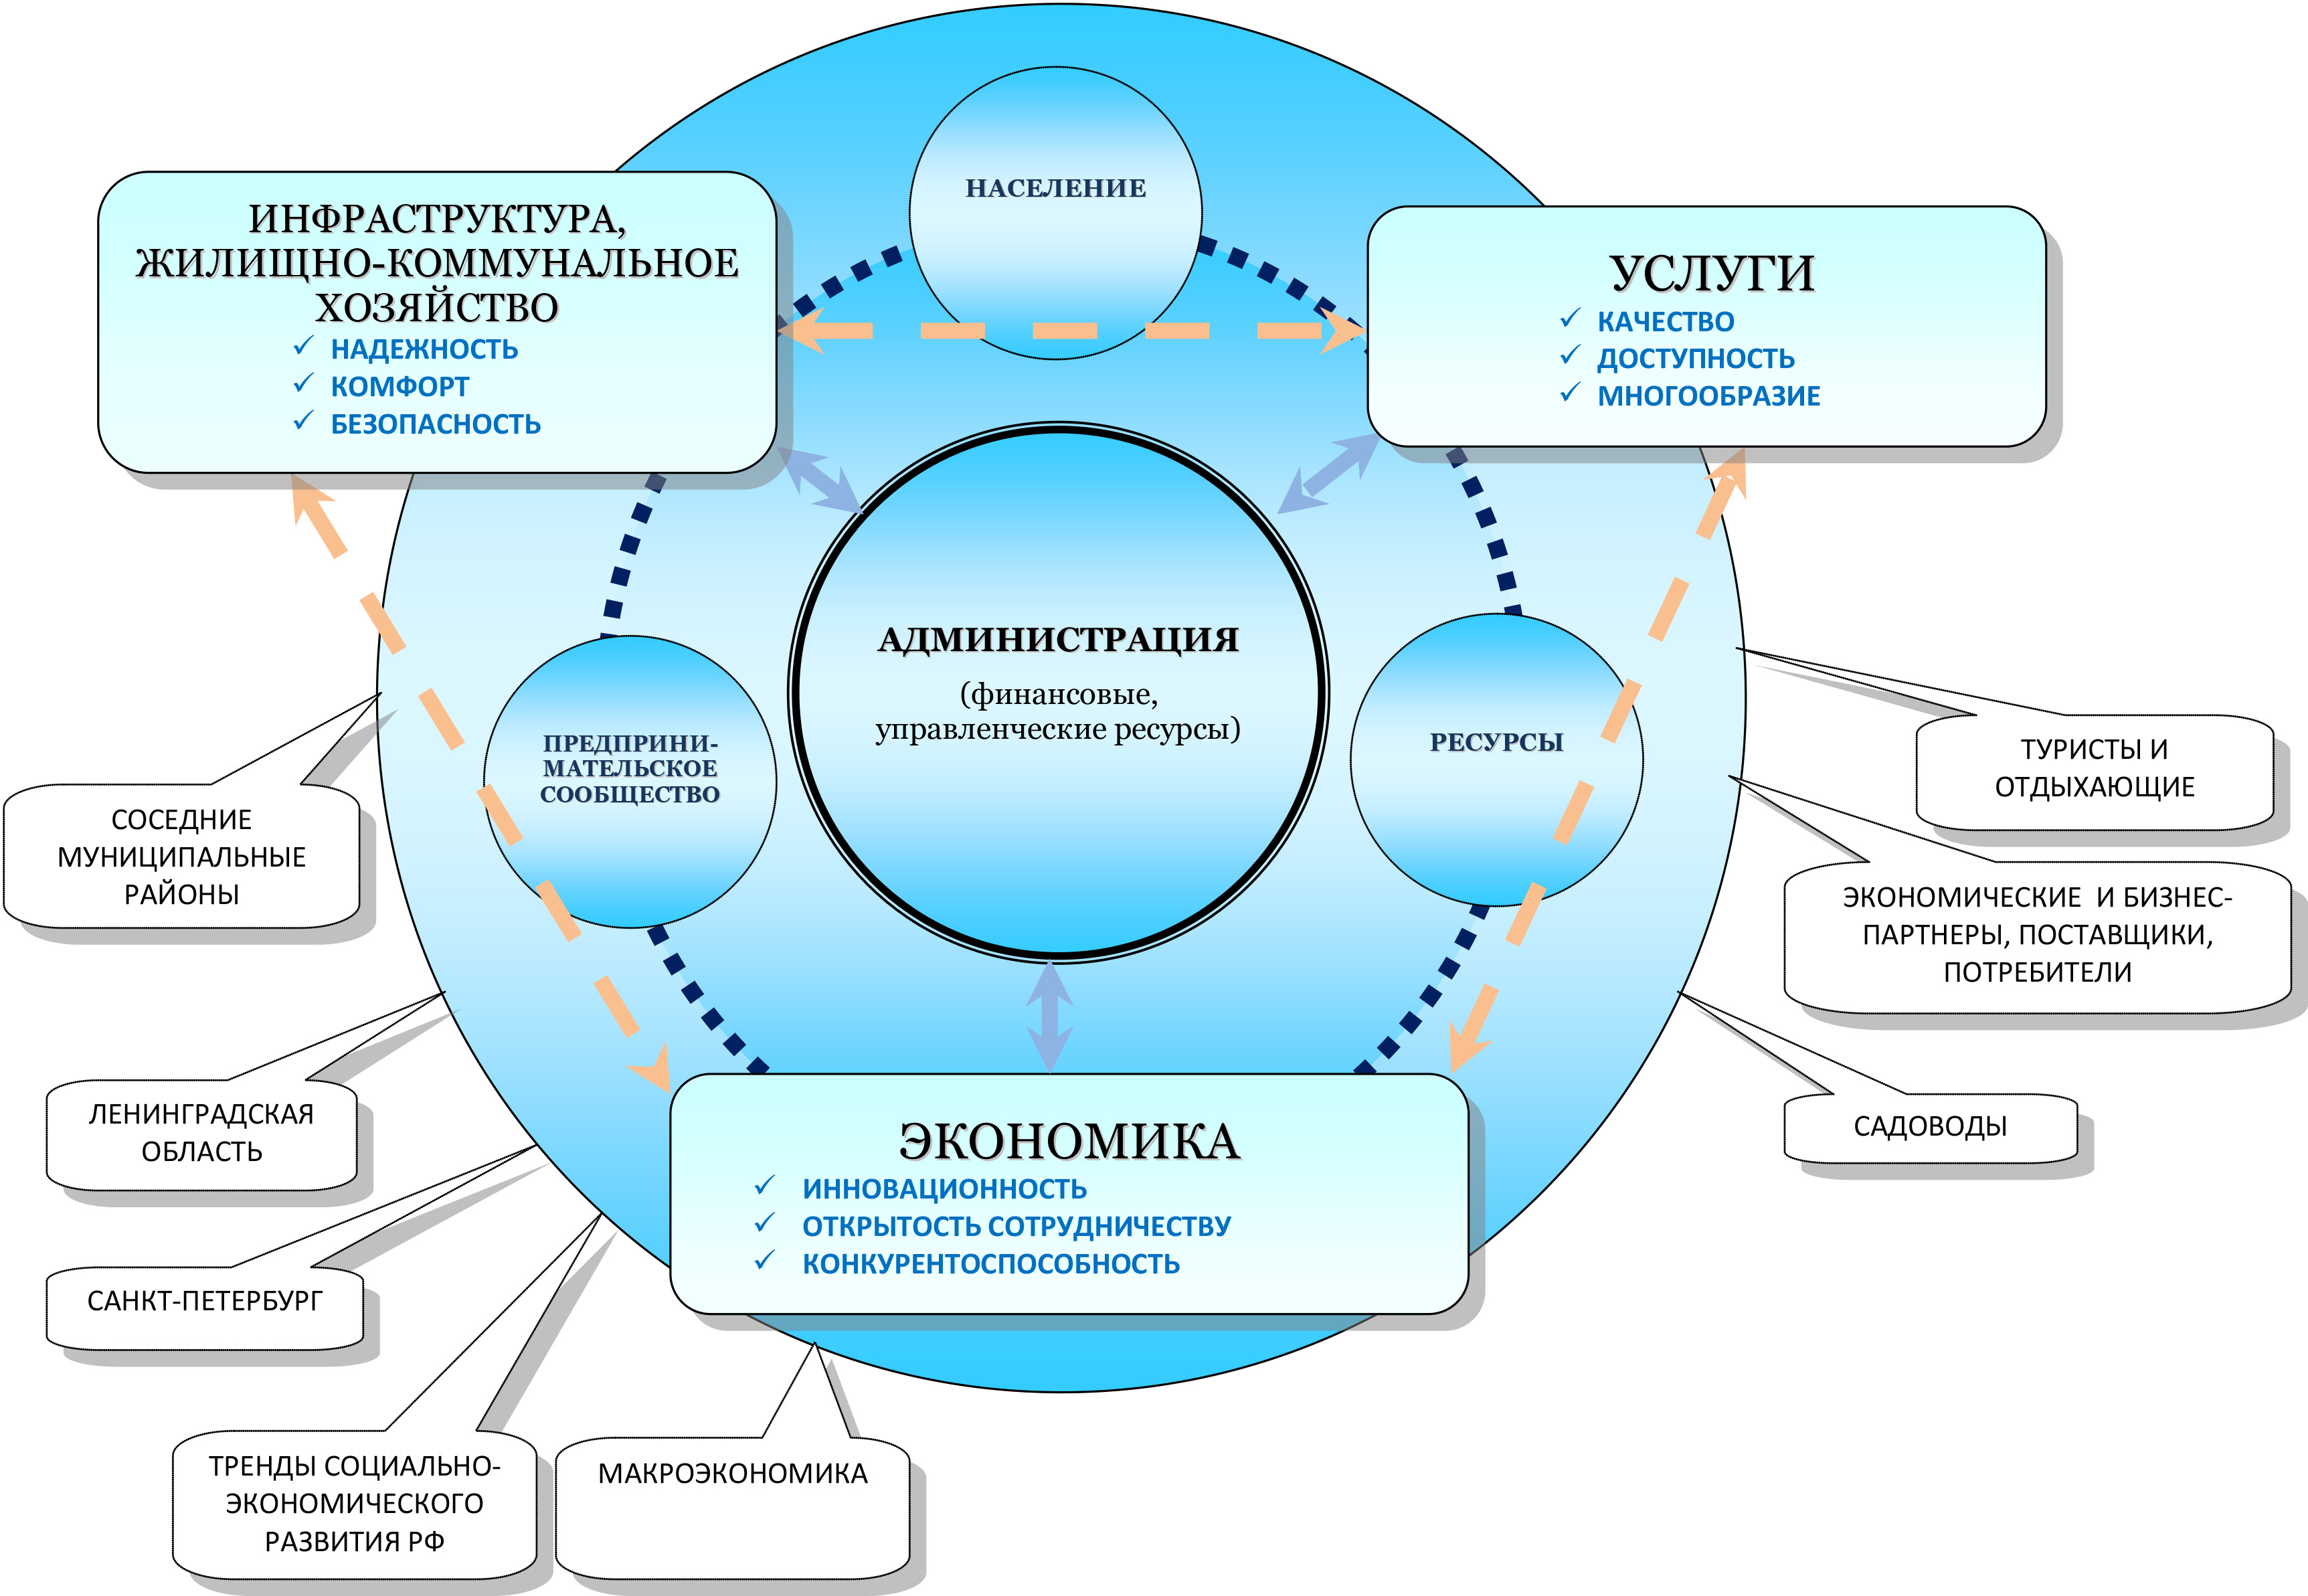 НАСЕЛЕНИЕ
ИНФРАСТРУКТУРА,
ЖИЛИЩНО-КОММУНАЛЬНОЕ
ХОЗЯЙСТВО
✓ НАДЕЖНОСТЬ
✓ КОМФОРТ
✓ БЕЗОПАСНОСТЬ
УСЛУГИ
✓ КАЧЕСТВО
✓ ДОСТУПНОСТЬ
✓ МНОГООБРАЗИЕ
АДМИНИСТРАЦИЯ
(финансовые,
управленческие ресурсы)
ПРЕДПРИНИ-
МАТЕЛЬСКОЕ
СООБЩЕСТВО
РЕСУРСЫ
ТУРИСТЫ И
ОТДЫХАЮЩИЕ
СОСЕДНИЕ
МУНИЦИПАЛЬНЫЕ
РАЙОНЫ
ЭКОНОМИЧЕСКИЕ И БИЗНЕС-
ПАРТНЕРЫ, ПОСТАВЩИКИ,
ПОТРЕБИТЕЛИ
ЛЕНИНГРАДСКАЯ
ОБЛАСТЬ
САДОВОДЫ
ЭКОНОМИКА
✓ ИННОВАЦИОННОСТЬ
✓ ОТКРЫТОСТЬ СОТРУДНИЧЕСТВУ
✓ КОНКУРЕНТОСПОСОБНОСТЬ
САНКТ-ПЕТЕРБУРГ
ТРЕНДЫ СОЦИАЛЬНО-
ЭКОНОМИЧЕСКОГО
РАЗВИТИЯ РФ
МАКРОЭКОНОМИКА